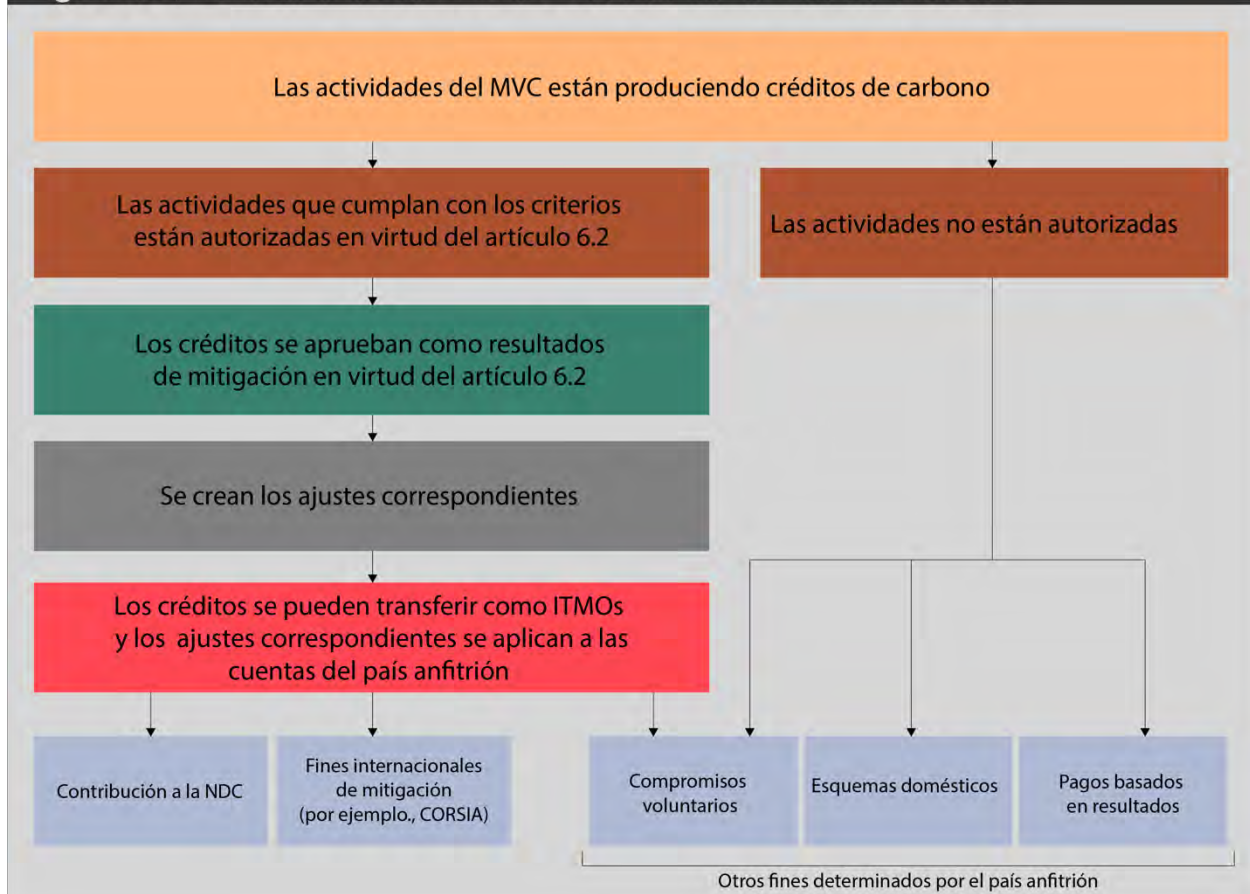 Las actividades del MVC están produciendo créditos de carbono
Las actividades que cumplan con los criterios
están autorizadas en virtud del artículo 6.2
Las actividades no están autorizadas
Los créditos se aprueban como resultados
de mitigación en virtud del artículo 6.2
Se crean los ajustes correspondientes
Los créditos se pueden transferir como ITMOs
y los ajustes correspondientes se aplican a las
cuentas del país anfitrión
Contribución a la NDC
Fines internacionales
de mitigación
(por ejemplo., CORSIA)
Compromisos
voluntarios
Esquemas domésticos
Pagos basados
en resultados
Otros fines determinados por el país anfitrión